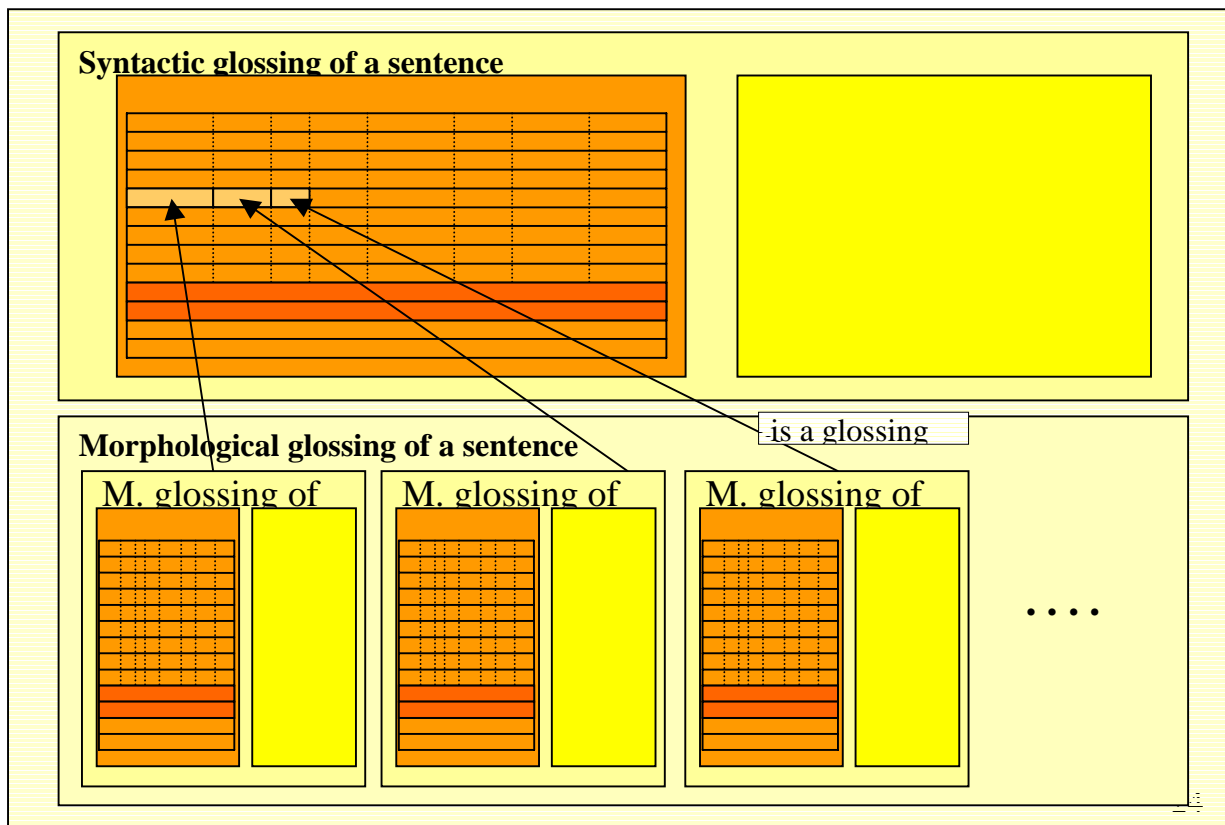 Syntactic glossing of a sentence
is a glossing
Morphological glossing of a sentence
M. glossing of
M. glossing of
M. glossing of
....